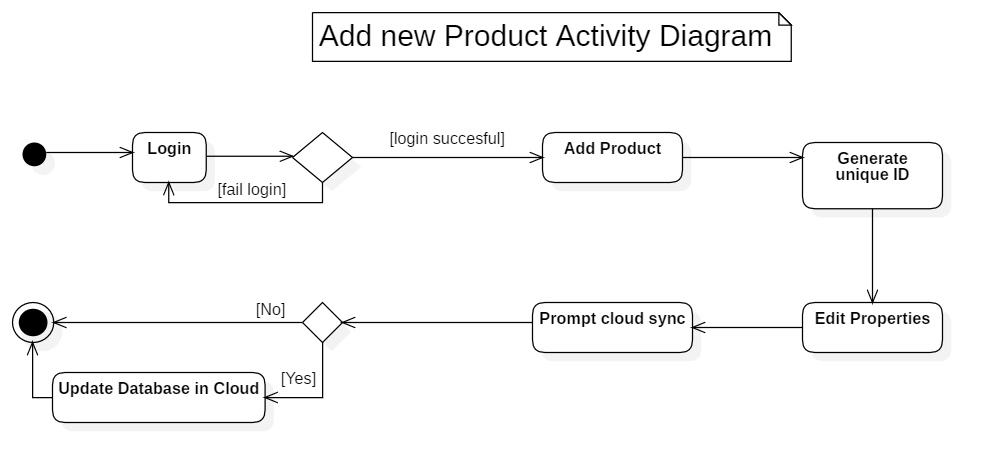 Add new Product Activity Diagram
Login
[login succesful]
Add Product
Generate
unique ID
[fail login]
[No]
Prompt cloud sync
Edit Properties
[Yes]
Update Database in Cloud